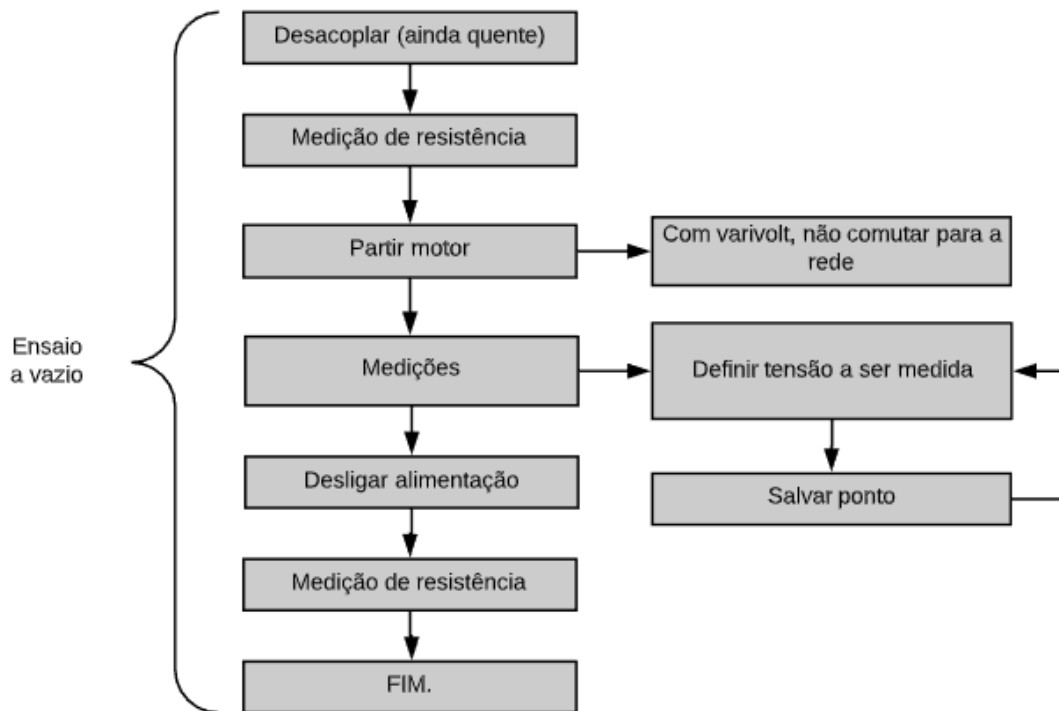 Desacoplar (ainda quente)
Medição de resistência
Partir motor
Com varivolt, não comutar para a
rede
Ensaio
a vazio
Medições
Definir tensão a ser medida
Desligar alimentação
Salvar ponto
Medição de resistência
FIM.